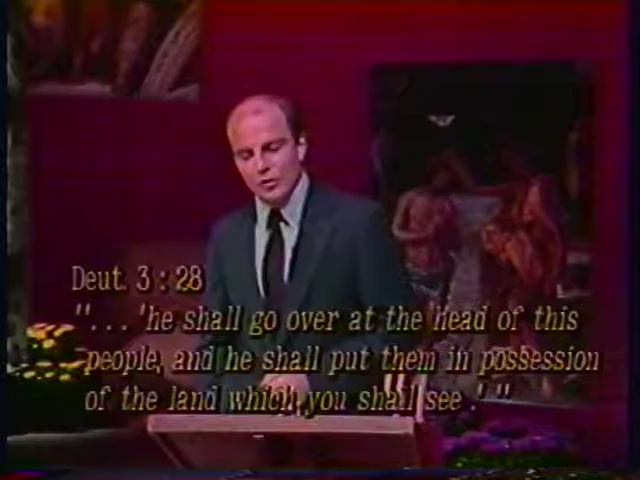 Deut. 3 : 28
"... 'he shall go over at the head of this
people, and he shall put them in possession
of the land which you shall see.'"